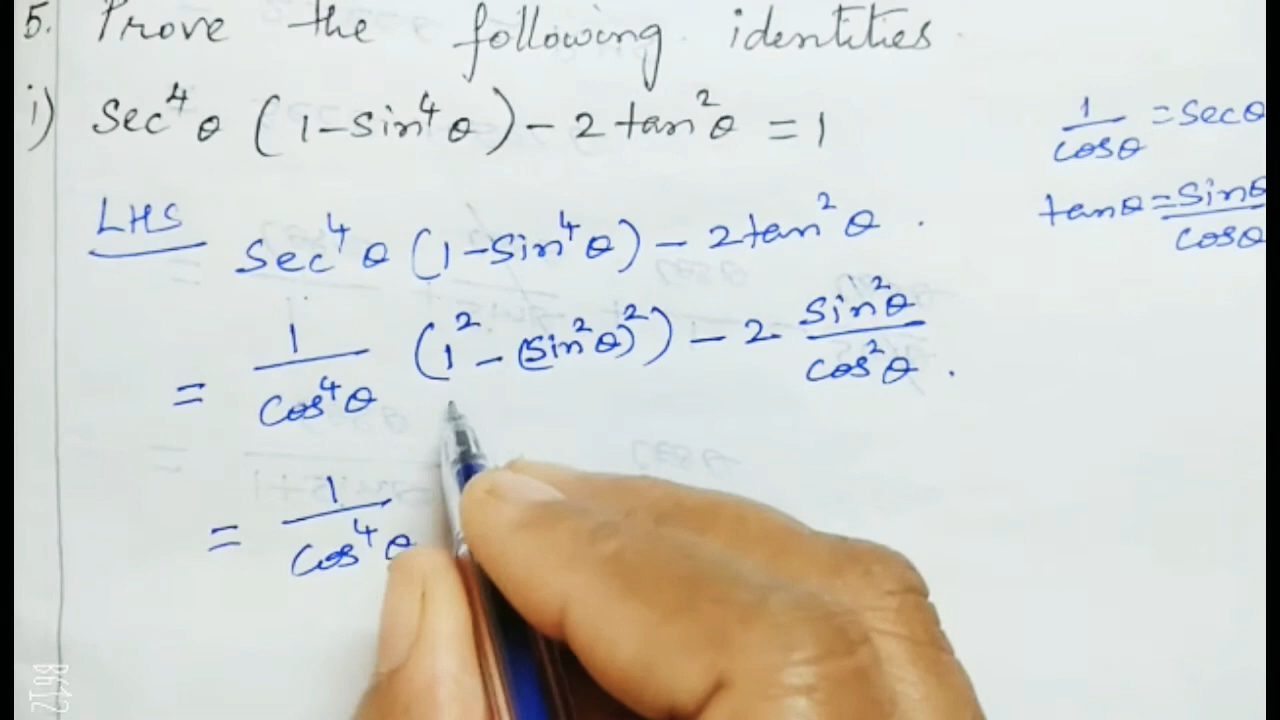 5. Prove the following identities.
i) sec⁴θ (1-sin⁴θ) - 2tan²θ = 1
1/cosθ = secθ
tanθ = sinθ/cosθ
LHS
sec⁴θ (1-sin⁴θ) - 2tan²θ.
= 1/cos⁴θ (1² - (sin²θ)²) - 2 sin²θ/cos²θ.
= 1/cos⁴θ
B612